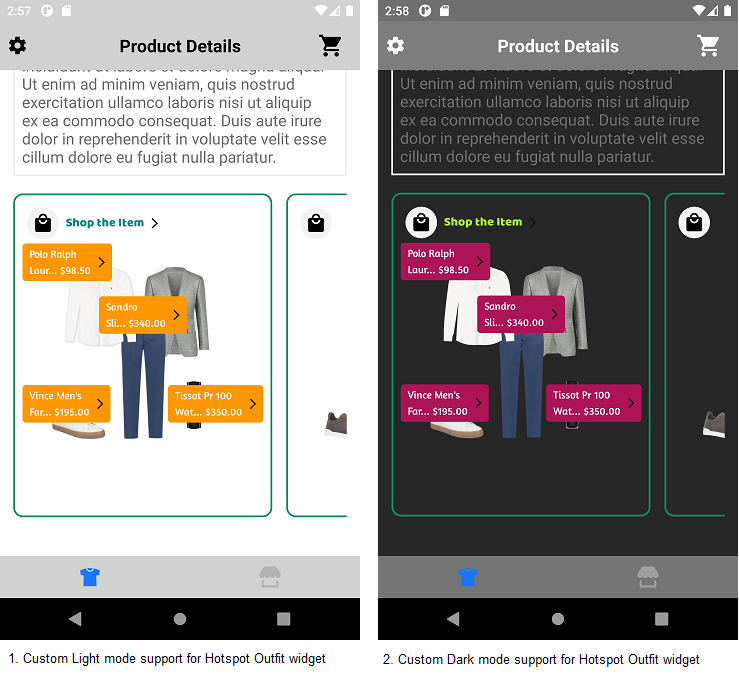 2:57
Product Details
incididunt ut labore et dolore magna aliqua.
Ut enim ad minim veniam, quis nostrud
exercitation ullamco laboris nisi ut aliquip
ex ea commodo consequat. Duis aute irure
dolor in reprehenderit in voluptate velit esse
cillum dolore eu fugiat nulla pariatur.
Shop the Item
Polo Ralph
Laur... $98.50
Sandro
Sli... $340.00
Vince Men's
Far... $195.00
Tissot Pr 100
Wat... $350.00
1. Custom Light mode support for Hotspot Outfit widget
2:58
Product Details
Ut enim ad minim veniam, quis nostrud
exercitation ullamco laboris nisi ut aliquip
ex ea commodo consequat. Duis aute irure
dolor in reprehenderit in voluptate velit esse
cillum dolore eu fugiat nulla pariatur.
Shop the Item
Polo Ralph
Laur... $98.50
Sandro
Sli... $340.00
Vince Men's
Far... $195.00
Tissot Pr 100
Wat... $350.00
2. Custom Dark mode support for Hotspot Outfit widget